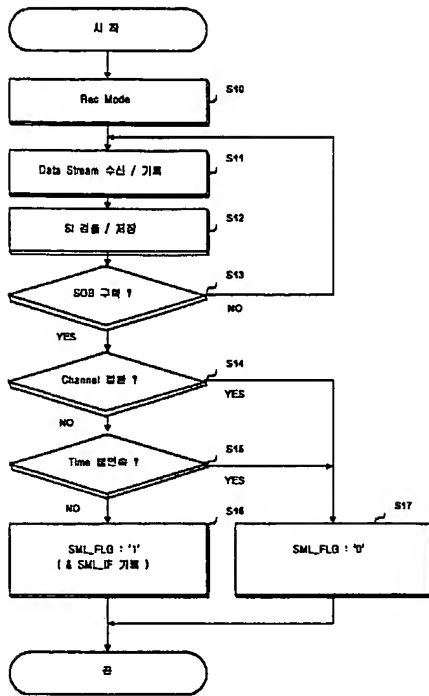 시 작
S10
Rec Mode
S11
Data Stream 수신 / 기록
S12
SI 검출 / 저장
S13
SOB 구획 ?
NO
YES
S14
Channel ?
YES
NO
S15
Time 불연속 ?
YES
NO
S16
SML_FLG : '1'
( & SML_IF 기록 )
S17
SML_FLG : '0'
끝